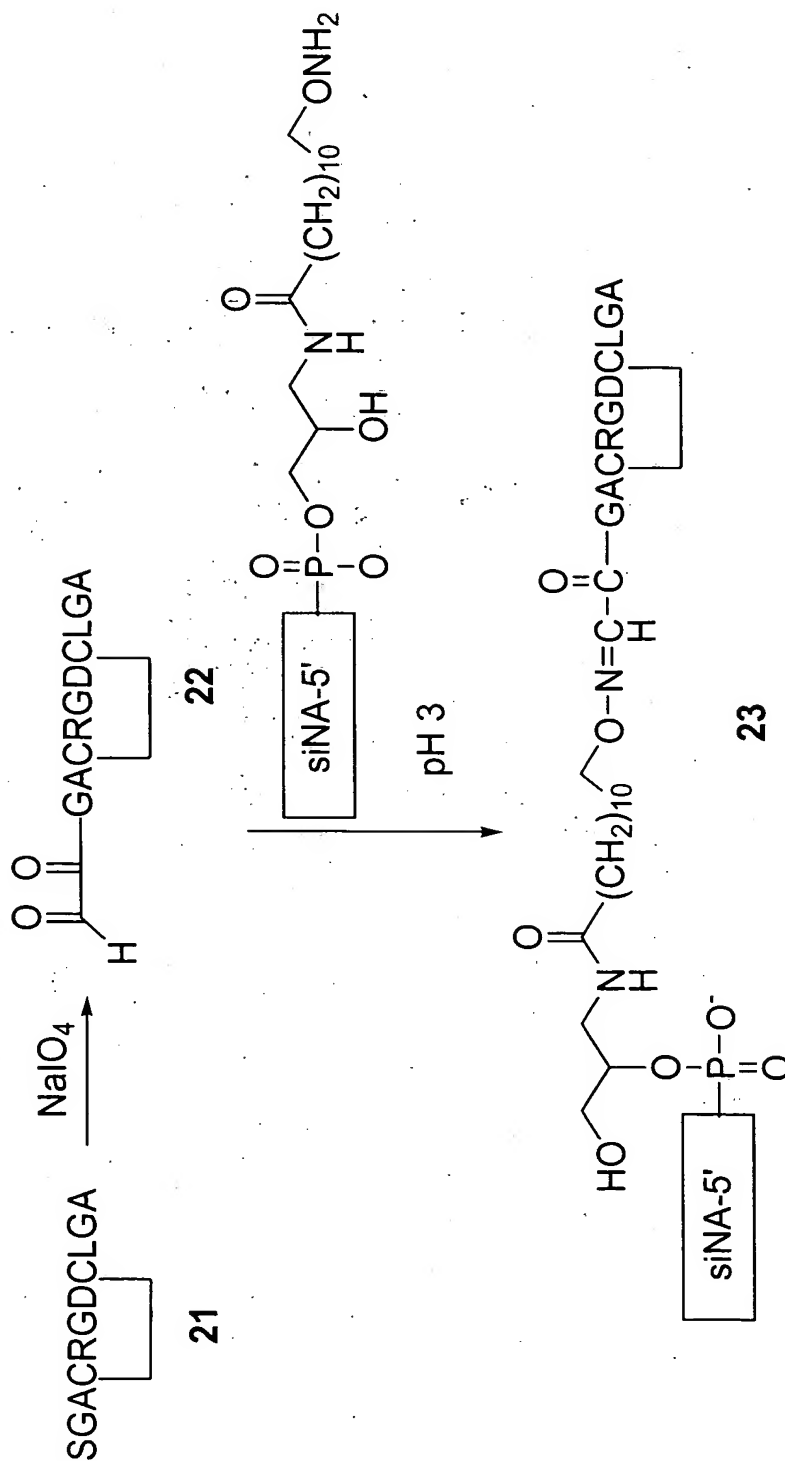 SGACRGDCLGA
21
NaIO4
O O
H
GACRGDCLGA
22
siNA-5'
O=P-O
O
OH
N
H
O
(CH2)10
ONH2
pH 3
siNA-5'
P=O
O-
O
HO
N
H
O
(CH2)10
O-N=C-C-GACRGDCLGA
H
O
23